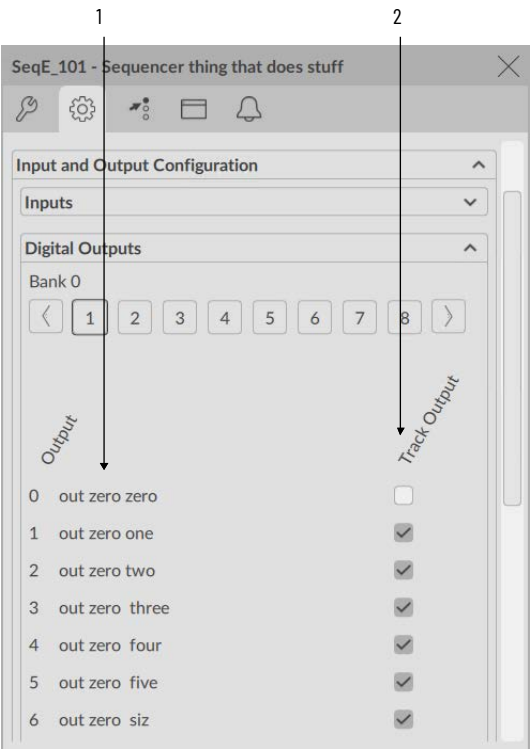 1 2
SeqE_101 - Sequencer thing that does stuff
Input and Output Configuration
Inputs
Digital Outputs
Bank 0
1 2 3 4 5 6 7 8
Output Track Output
0 out zero zero
1 out zero one
2 out zero two
3 out zero three
4 out zero four
5 out zero five
6 out zero siz